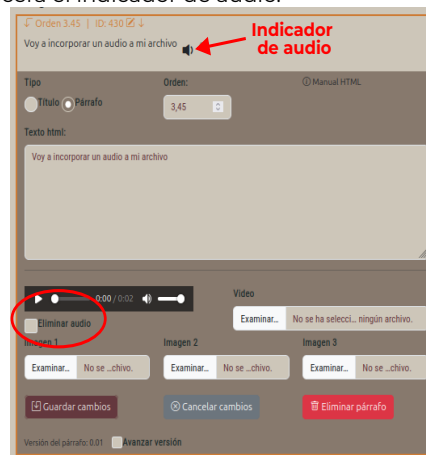 Orden 3.45 | ID: 430
Voy a incorporar un audio a mi archivo
Indicador
de audio
Tipo
Orden:
Manual HTML
Título Párrafo
3,45
Texto html:
Voy a incorporar un audio a mi archivo
0:00 / 0:02
Video
Eliminar audio
Examinar... No se ha selecci... ningún archivo.
Imagen 1
Imagen 2
Imagen 3
Examinar... No se ...chivo.
Examinar... No se ...chivo.
Examinar... No se ...chivo.
Guardar cambios
Cancelar cambios
Eliminar párrafo
Versión del párrafo: 0.01 Avanzar versión